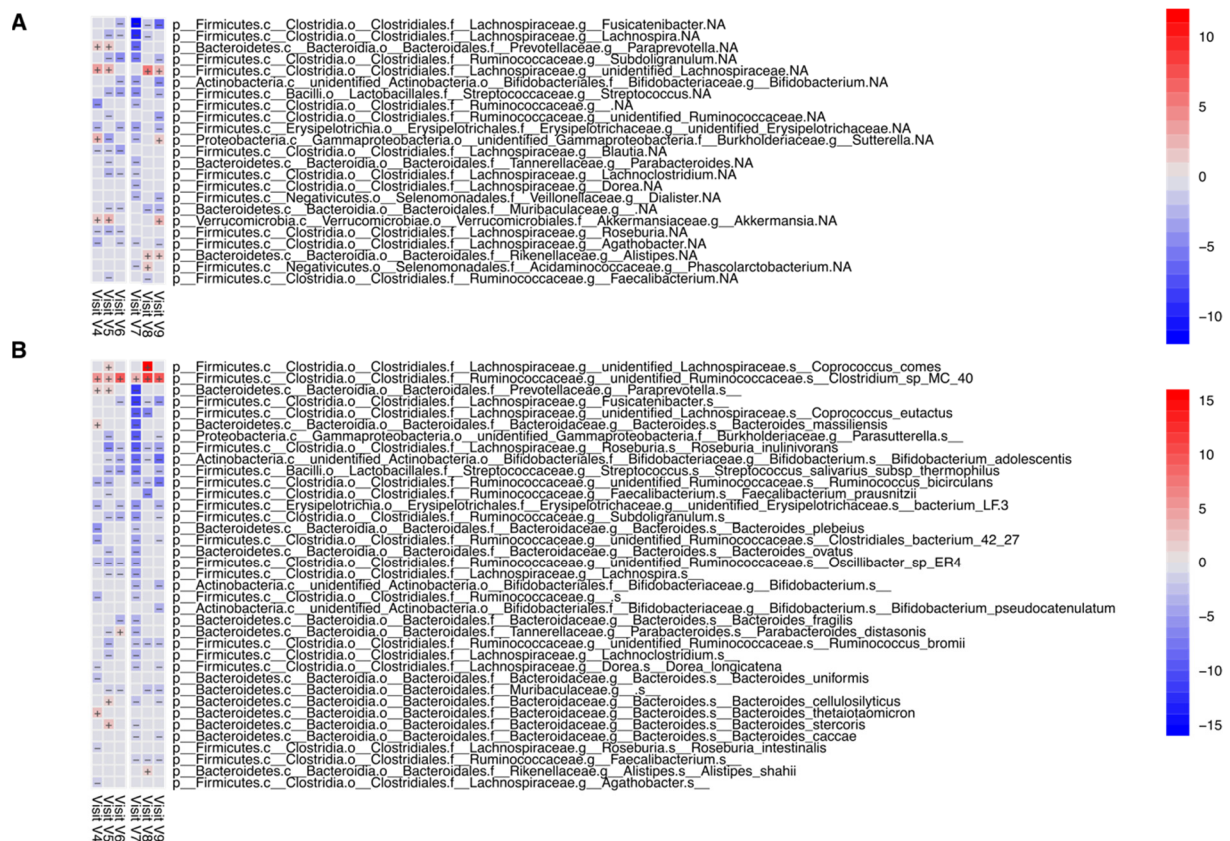 A
p__Firmicutes.c__Clostridia.o__Clostridiales.f__Lachnospiraceae.g__Fusicatenibacter.NA
p__Firmicutes.c__Clostridia.o__Clostridiales.f__Lachnospiraceae.g__Lachnospira.NA
p__Bacteroidetes.c__Bacteroidia.o__Bacteroidales.f__Prevotellaceae.g__Paraprevotella.NA
p__Firmicutes.c__Clostridia.o__Clostridiales.f__Ruminococcaceae.g__Subdoligranulum.NA
p__Firmicutes.c__Clostridia.o__Clostridiales.f__Lachnospiraceae.g__unidentified_Lachnospiraceae.NA
p__Actinobacteria.c__unidentified_Actinobacteria.o__Bifidobacteriales.f__Bifidobacteriaceae.g__Bifidobacterium.NA
p__Firmicutes.c__Bacilli.o__Lactobacillales.f__Streptococcaceae.g__Streptococcus.NA
p__Firmicutes.c__Clostridia.o__Clostridiales.f__Ruminococcaceae.g__.NA
p__Firmicutes.c__Clostridia.o__Clostridiales.f__Ruminococcaceae.g__unidentified_Ruminococcaceae.NA
p__Firmicutes.c__Erysipelotrichia.o__Erysipelotrichales.f__Erysipelotrichaceae.g__unidentified_Erysipelotrichaceae.NA
p__Proteobacteria.c__Gammaproteobacteria.o__unidentified_Gammaproteobacteria.f__Burkholderiaceae.g__Sutterella.NA
p__Firmicutes.c__Clostridia.o__Clostridiales.f__Lachnospiraceae.g__Blautia.NA
p__Bacteroidetes.c__Bacteroidia.o__Bacteroidales.f__Tannerellaceae.g__Parabacteroides.NA
p__Firmicutes.c__Clostridia.o__Clostridiales.f__Lachnospiraceae.g__Lachnoclostridium.NA
p__Firmicutes.c__Clostridia.o__Clostridiales.f__Lachnospiraceae.g__Dorea.NA
p__Firmicutes.c__Negativicutes.o__Selenomonadales.f__Veillonellaceae.g__Dialister.NA
p__Bacteroidetes.c__Bacteroidia.o__Bacteroidales.f__Muribaculaceae.g__.NA
p__Verrucomicrobia.c__Verrucomicrobiae.o__Verrucomicrobiales.f__Akkermansiaceae.g__Akkermansia.NA
p__Firmicutes.c__Clostridia.o__Clostridiales.f__Lachnospiraceae.g__Roseburia.NA
p__Firmicutes.c__Clostridia.o__Clostridiales.f__Lachnospiraceae.g__Agathobacter.NA
p__Bacteroidetes.c__Bacteroidia.o__Bacteroidales.f__Rikenellaceae.g__Alistipes.NA
p__Firmicutes.c__Negativicutes.o__Selenomonadales.f__Acidaminococcaceae.g__Phascolarctobacterium.NA
p__Firmicutes.c__Clostridia.o__Clostridiales.f__Ruminococcaceae.g__Faecalibacterium.NA
Visit V4
Visit V5
Visit V6
Visit V7
Visit V8
Visit V9
10
5
0
−5
−10
B
p__Firmicutes.c__Clostridia.o__Clostridiales.f__Lachnospiraceae.g__unidentified_Lachnospiraceae.s__Coprococcus_comes
p__Firmicutes.c__Clostridia.o__Clostridiales.f__Ruminococcaceae.g__unidentified_Ruminococcaceae.s__Clostridium_sp_MC_40
p__Bacteroidetes.c__Bacteroidia.o__Bacteroidales.f__Prevotellaceae.g__Paraprevotella.s__
p__Firmicutes.c__Clostridia.o__Clostridiales.f__Lachnospiraceae.g__Fusicatenibacter.s__
p__Firmicutes.c__Clostridia.o__Clostridiales.f__Lachnospiraceae.g__unidentified_Lachnospiraceae.s__Coprococcus_eutactus
p__Bacteroidetes.c__Bacteroidia.o__Bacteroidales.f__Bacteroidaceae.g__Bacteroides.s__Bacteroides_massiliensis
p__Proteobacteria.c__Gammaproteobacteria.o__unidentified_Gammaproteobacteria.f__Burkholderiaceae.g__Parasutterella.s__
p__Firmicutes.c__Clostridia.o__Clostridiales.f__Lachnospiraceae.g__Roseburia.s__Roseburia_inulinivorans
p__Actinobacteria.c__unidentified_Actinobacteria.o__Bifidobacteriales.f__Bifidobacteriaceae.g__Bifidobacterium.s__Bifidobacterium_adolescentis
p__Firmicutes.c__Bacilli.o__Lactobacillales.f__Streptococcaceae.g__Streptococcus.s__Streptococcus_salivarius_subsp_thermophilus
p__Firmicutes.c__Clostridia.o__Clostridiales.f__Ruminococcaceae.g__unidentified_Ruminococcaceae.s__Ruminococcus_bicirculans
p__Firmicutes.c__Clostridia.o__Clostridiales.f__Ruminococcaceae.g__Faecalibacterium.s__Faecalibacterium_prausnitzii
p__Firmicutes.c__Erysipelotrichia.o__Erysipelotrichales.f__Erysipelotrichaceae.g__unidentified_Erysipelotrichaceae.s__bacterium_LF.3
p__Firmicutes.c__Clostridia.o__Clostridiales.f__Ruminococcaceae.g__Subdoligranulum.s__
p__Bacteroidetes.c__Bacteroidia.o__Bacteroidales.f__Bacteroidaceae.g__Bacteroides.s__Bacteroides_plebeius
p__Firmicutes.c__Clostridia.o__Clostridiales.f__Ruminococcaceae.g__unidentified_Ruminococcaceae.s__Clostridiales_bacterium_42_27
p__Bacteroidetes.c__Bacteroidia.o__Bacteroidales.f__Bacteroidaceae.g__Bacteroides.s__Bacteroides_ovatus
p__Firmicutes.c__Clostridia.o__Clostridiales.f__Ruminococcaceae.g__unidentified_Ruminococcaceae.s__Oscillibacter_sp_ER4
p__Firmicutes.c__Clostridia.o__Clostridiales.f__Lachnospiraceae.g__Lachnospira.s__
p__Actinobacteria.c__unidentified_Actinobacteria.o__Bifidobacteriales.f__Bifidobacteriaceae.g__Bifidobacterium.s__
p__Firmicutes.c__Clostridia.o__Clostridiales.f__Ruminococcaceae.g__.s__
p__Actinobacteria.c__unidentified_Actinobacteria.o__Bifidobacteriales.f__Bifidobacteriaceae.g__Bifidobacterium.s__Bifidobacterium_pseudocatenulatum
p__Bacteroidetes.c__Bacteroidia.o__Bacteroidales.f__Bacteroidaceae.g__Bacteroides.s__Bacteroides_fragilis
p__Bacteroidetes.c__Bacteroidia.o__Bacteroidales.f__Tannerellaceae.g__Parabacteroides.s__Parabacteroides_distasonis
p__Firmicutes.c__Clostridia.o__Clostridiales.f__Ruminococcaceae.g__unidentified_Ruminococcaceae.s__Ruminococcus_bromii
p__Firmicutes.c__Clostridia.o__Clostridiales.f__Lachnospiraceae.g__Lachnoclostridium.s__
p__Firmicutes.c__Clostridia.o__Clostridiales.f__Lachnospiraceae.g__Dorea.s__Dorea_longicatena
p__Bacteroidetes.c__Bacteroidia.o__Bacteroidales.f__Bacteroidaceae.g__Bacteroides.s__Bacteroides_uniformis
p__Bacteroidetes.c__Bacteroidia.o__Bacteroidales.f__Muribaculaceae.g__.s__
p__Bacteroidetes.c__Bacteroidia.o__Bacteroidales.f__Bacteroidaceae.g__Bacteroides.s__Bacteroides_cellulosilyticus
p__Bacteroidetes.c__Bacteroidia.o__Bacteroidales.f__Bacteroidaceae.g__Bacteroides.s__Bacteroides_thetaiotaomicron
p__Bacteroidetes.c__Bacteroidia.o__Bacteroidales.f__Bacteroidaceae.g__Bacteroides.s__Bacteroides_stercoris
p__Bacteroidetes.c__Bacteroidia.o__Bacteroidales.f__Bacteroidaceae.g__Bacteroides.s__Bacteroides_caccae
p__Firmicutes.c__Clostridia.o__Clostridiales.f__Lachnospiraceae.g__Roseburia.s__Roseburia_intestinalis
p__Firmicutes.c__Clostridia.o__Clostridiales.f__Ruminococcaceae.g__Faecalibacterium.s__
p__Bacteroidetes.c__Bacteroidia.o__Bacteroidales.f__Rikenellaceae.g__Alistipes.s__Alistipes_shahii
p__Firmicutes.c__Clostridia.o__Clostridiales.f__Lachnospiraceae.g__Agathobacter.s__
Visit V4
Visit V5
Visit V6
Visit V7
Visit V8
Visit V9
15
10
5
0
−5
−10
−15